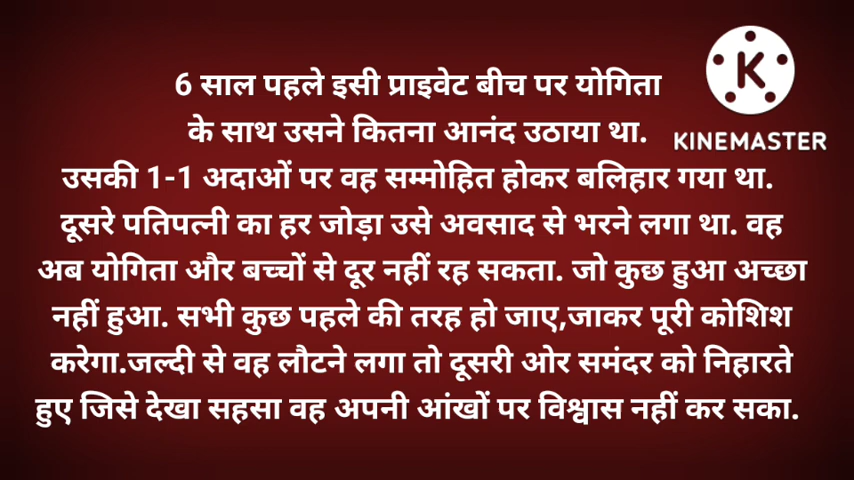 6 साल पहले इसी प्राइवेट बीच पर योगिता
के साथ उसने कितना आनंद उठाया था.
KINEMASTER
उसकी 1-1 अदाओं पर वह सम्मोहित होकर बलिहार गया था.
दूसरे पतिपत्नी का हर जोड़ा उसे अवसाद से भरने लगा था. वह
अब योगिता और बच्चों से दूर नहीं रह सकता. जो कुछ हुआ अच्छा
नहीं हुआ. सभी कुछ पहले की तरह हो जाए,जाकर पूरी कोशिश
करेगा.जल्दी से वह लौटने लगा तो दूसरी ओर समंदर को निहारते
हुए जिसे देखा सहसा वह अपनी आंखों पर विश्वास नहीं कर सका.